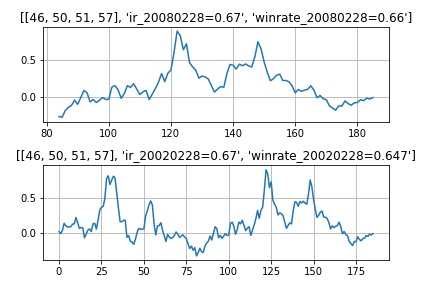 [[46, 50, 51, 57], 'ir_20080228=0.67', 'winrate_20080228=0.66']
0.5
0.0
80 100 120 140 160 180
[[46, 50, 51, 57], 'ir_20020228=0.67', 'winrate_20020228=0.647']
0.5
0.0
0 25 50 75 100 125 150 175